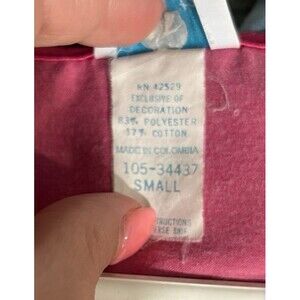 RN 42529
EXCLUSIVE OF
DECORATION
83% POLYESTER
17% COTTON
MADE IN COLOMBIA
105-34437
SMALL